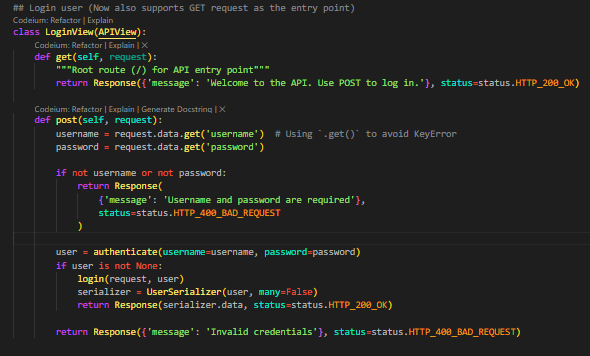 ## Login user (Now also supports GET request as the entry point)
Codeium: Refactor | Explain
class LoginView(APIView):
Codeium: Refactor | Explain | X
def get(self, request):
"""Root route (/) for API entry point"""
return Response({'message': 'Welcome to the API. Use POST to log in.'}, status=status.HTTP_200_OK)
Codeium: Refactor | Explain | Generate Docstring | X
def post(self, request):
username = request.data.get('username')  # Using `.get()` to avoid KeyError
password = request.data.get('password')
if not username or not password:
return Response(
{'message': 'Username and password are required'},
status=status.HTTP_400_BAD_REQUEST
)
user = authenticate(username=username, password=password)
if user is not None:
login(request, user)
serializer = UserSerializer(user, many=False)
return Response(serializer.data, status=status.HTTP_200_OK)
return Response({'message': 'Invalid credentials'}, status=status.HTTP_400_BAD_REQUEST)